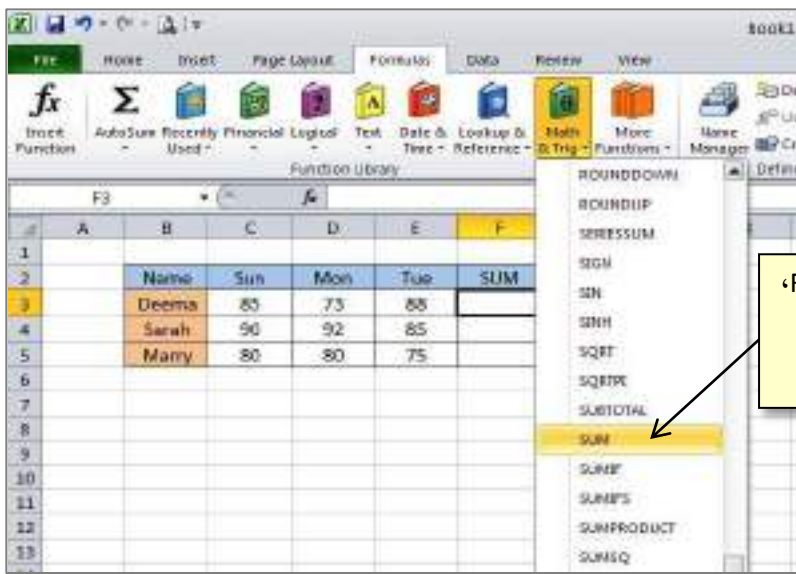 Book1
File Home Insert Page Layout Formulas Data Review View
Insert Function
AutoSum
Recently Used
Financial
Logical
Text
Date & Time
Lookup & Reference
Math & Trig
More Functions
Name Manager
Function Library
F3
fx
A B C D E F
1
2 Name Sun Mon Tue SUM
3 Deema 85 73 88
4 Sarah 90 92 85
5 Marry 80 80 75
6
7
8
9
10
11
12
13
ROUNDDOWN
ROUNDUP
SERIESSUM
SIGN
SIN
SINH
SQRT
SQRTPI
SUBTOTAL
SUM
SUMIF
SUMIFS
SUMPRODUCT
SUMSQ